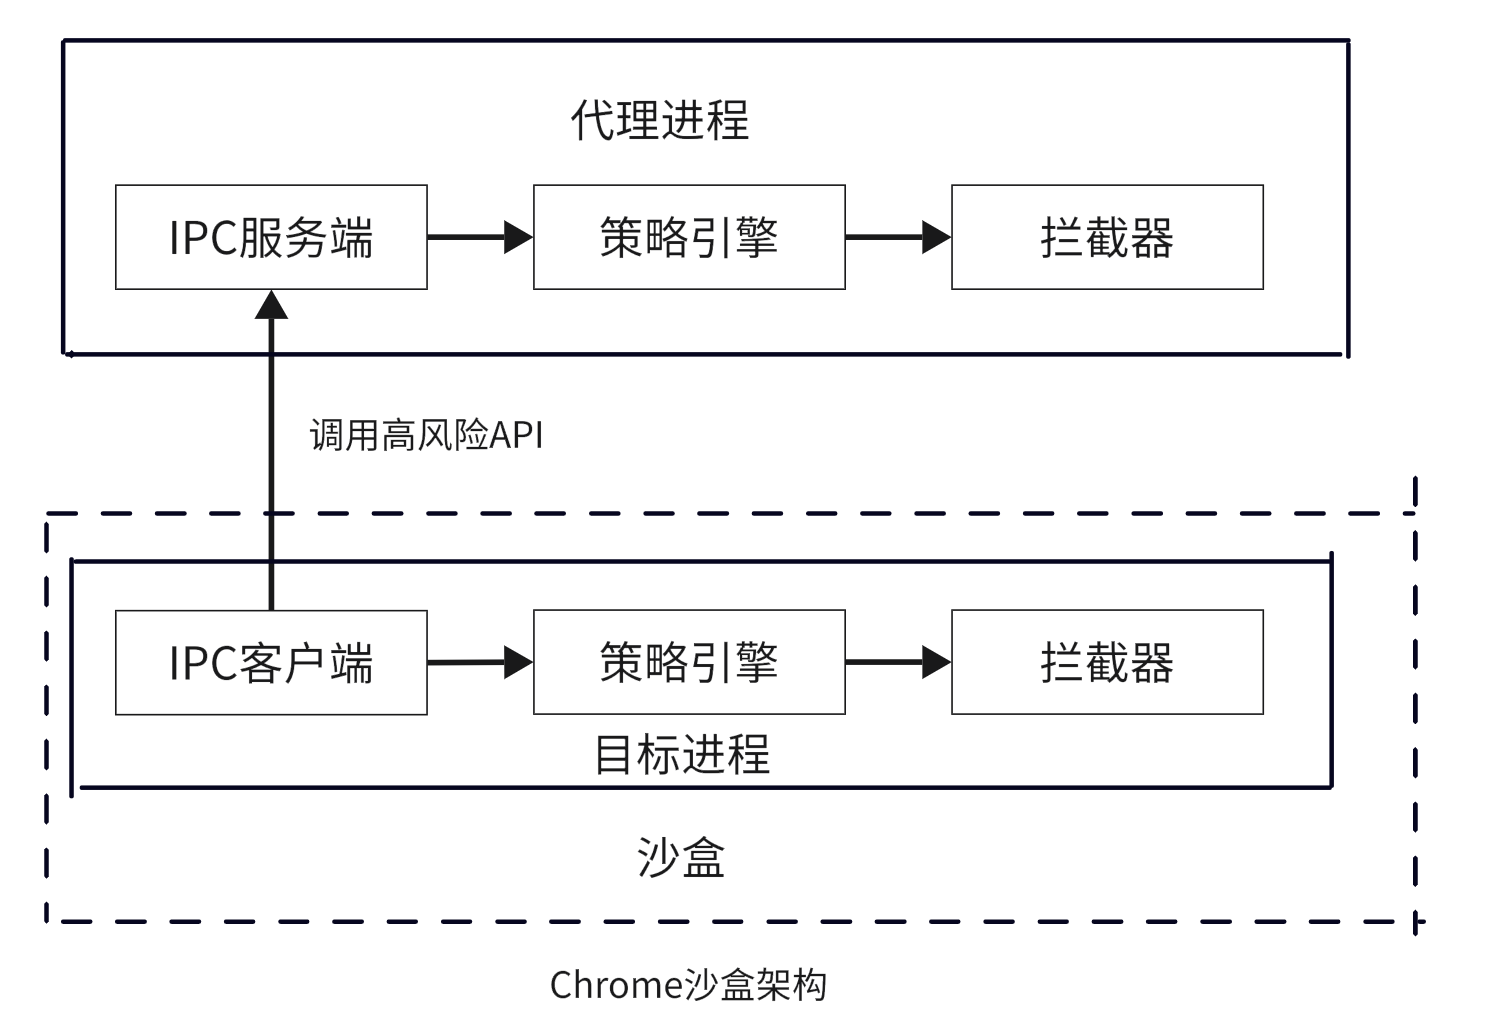 代理进程
IPC服务端
策略引擎
拦截器
调用高风险API
IPC客户端
策略引擎
拦截器
目标进程
沙盒
Chrome沙盒架构